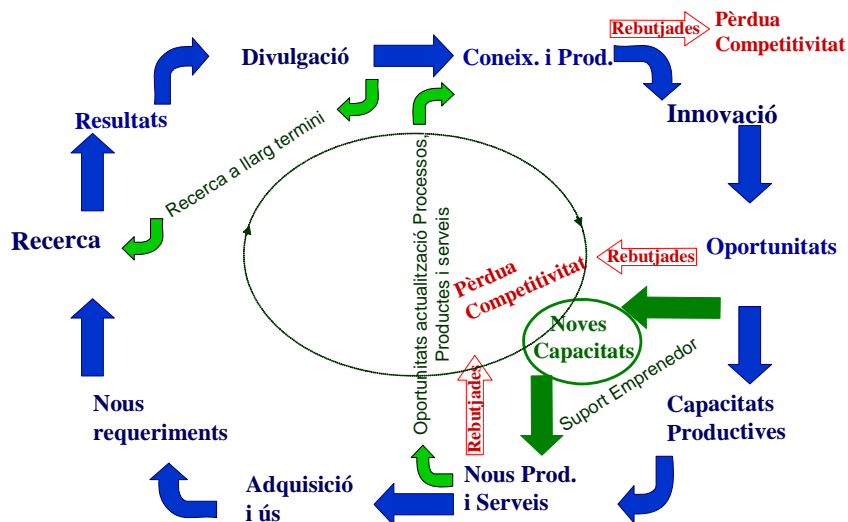 Divulgació
Coneix. i Prod.
Rebutjades
Pèrdua
Competitivitat
Resultats
Innovació
Recerca a llarg termini
Oportunitats actualització Processos,
Productes i serveis
Recerca
Oportunitats
Rebutjades
Pèrdua
Competitivitat
Noves
Capacitats
Suport Emprenedor
Rebutjades
Nous
requeriments
Capacitats
Productives
Adquisició
i ús
Nous Prod.
i Serveis